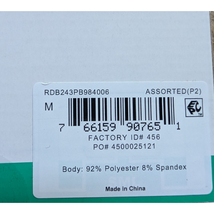 RDB243PB984006 ASSORTED(P2)
M
7 66159 90765 1
FACTORY ID# 456
PO# 4500025121
Body: 92% Polyester 8% Spandex
Made in China